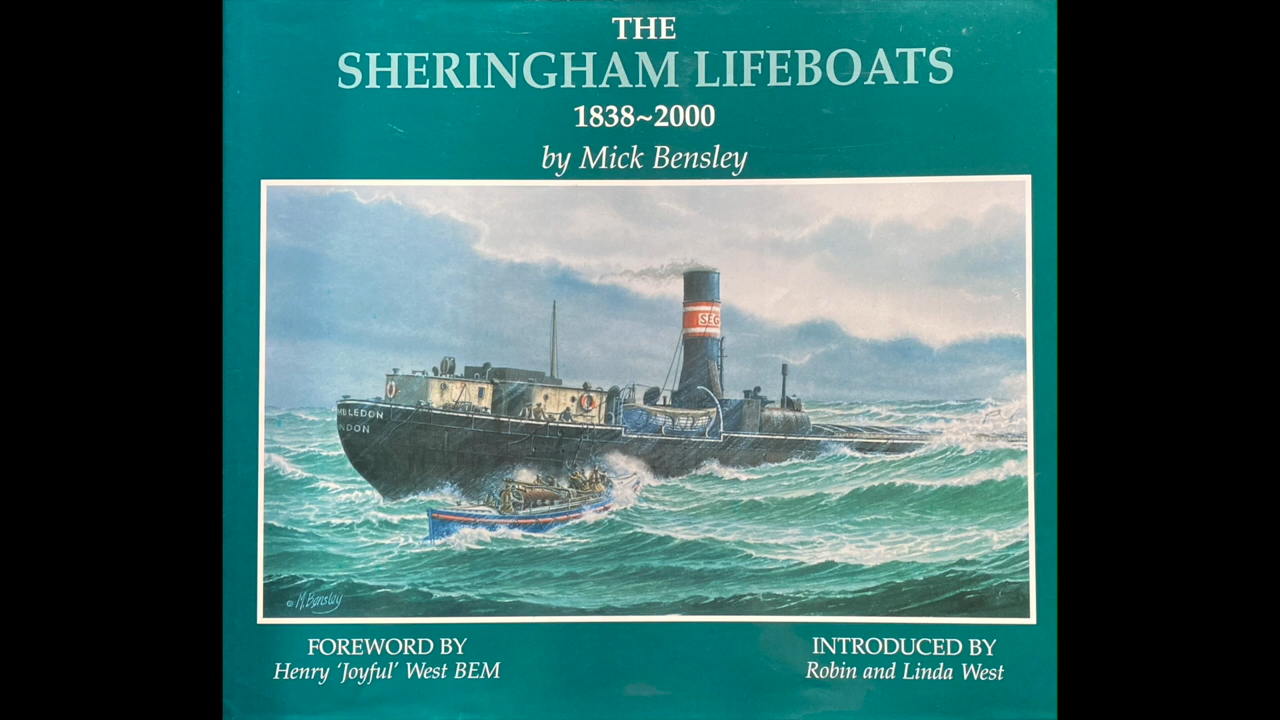 THE
SHERINGHAM LIFEBOATS
1838~2000
by Mick Bensley
SEG
MBLEDON
NDON
© M. Bensley
FOREWORD BY
Henry ‘Joyful’ West BEM
INTRODUCED BY
Robin and Linda West